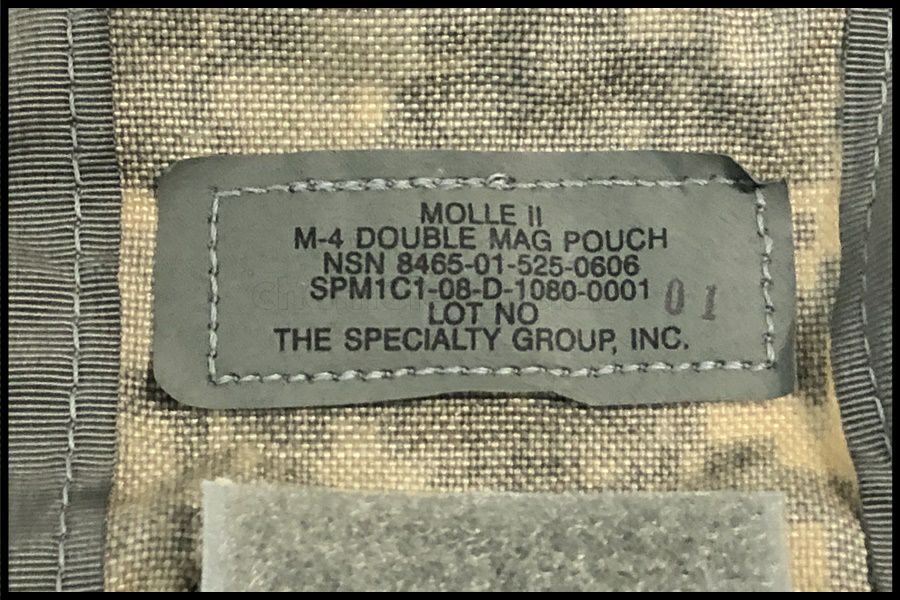 MOLLE II
M-4 DOUBLE MAG POUCH
NSN 8465-01-525-0606
SPM1C1-08-D-1080-0001 01
LOT NO
THE SPECIALTY GROUP, INC.